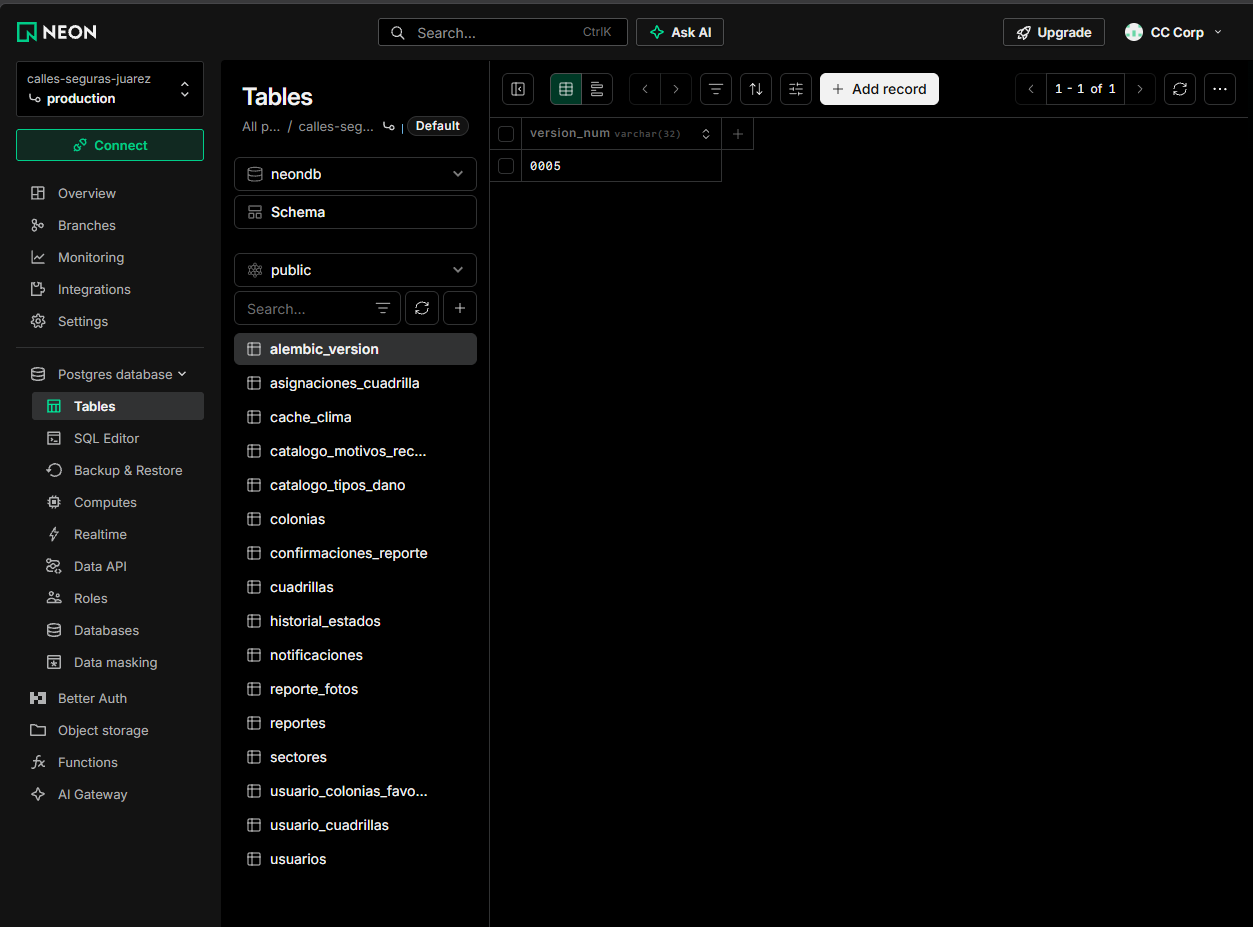 NEON
Search...
CtrlK
Ask AI
Upgrade
CC Corp
calles-seguras-juarez
production
Connect
Overview
Branches
Monitoring
Integrations
Settings
Postgres database
Tables
SQL Editor
Backup & Restore
Computes
Realtime
Data API
Roles
Databases
Data masking
Better Auth
Object storage
Functions
AI Gateway
Tables
All p... / calles-seg... Default
neondb
Schema
public
Search...
alembic_version
asignaciones_cuadrilla
cache_clima
catalogo_motivos_rec...
catalogo_tipos_dano
colonias
confirmaciones_reporte
cuadrillas
historial_estados
notificaciones
reporte_fotos
reportes
sectores
usuario_colonias_favo...
usuario_cuadrillas
usuarios
Add record
1 - 1 of 1
version_num varchar(32)
0005